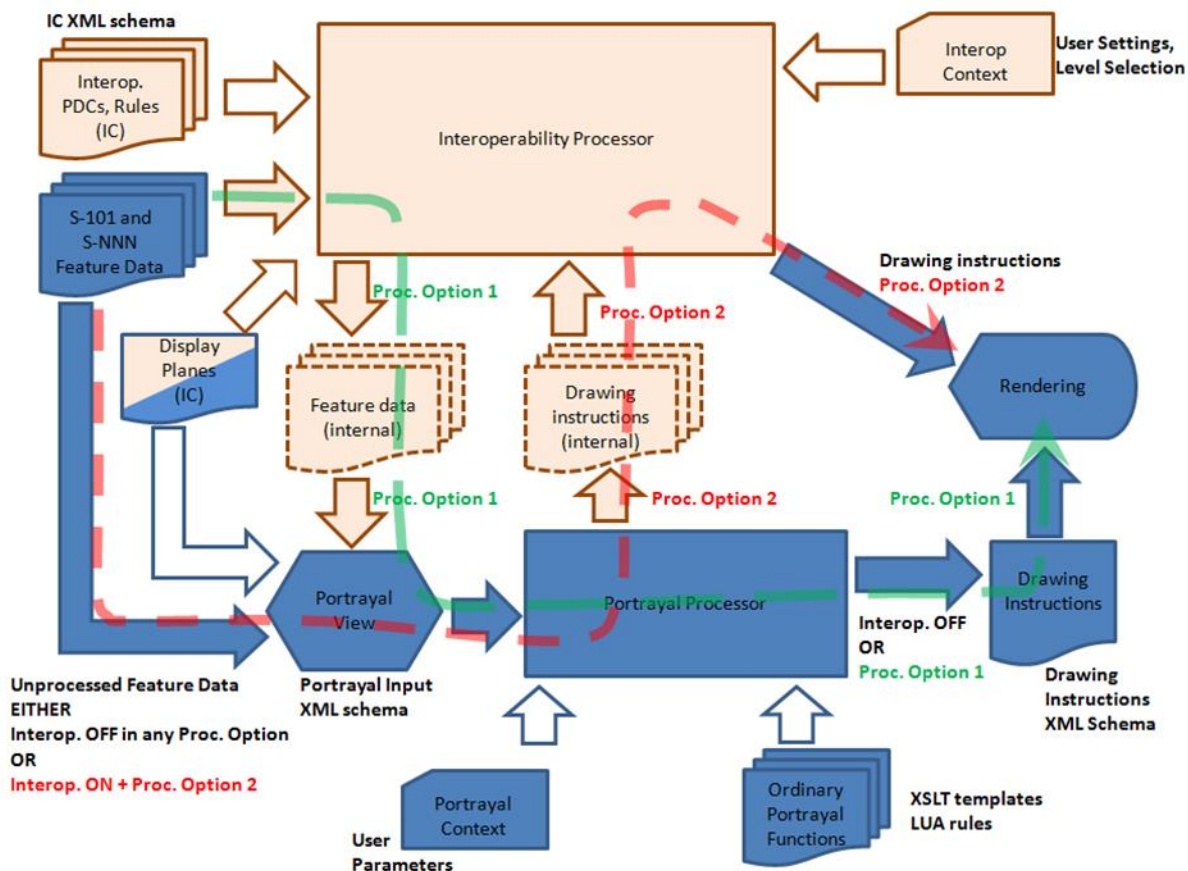 IC XML schema
Interop.
PDCs, Rules
(IC)
Interoperability Processor
Interop
Context
User Settings,
Level Selection
S-101 and
S-NNN
Feature Data
Display
Planes
(IC)
Proc. Option 1
Proc. Option 2
Drawing instructions
Proc. Option 2
Feature data
(internal)
Drawing
instructions
(internal)
Rendering
Proc. Option 1
Proc. Option 2
Proc. Option 1
Portrayal
View
Portrayal Processor
Drawing
Instructions
Interop. OFF
OR
Proc. Option 1
Unprocessed Feature Data
EITHER
Interop. OFF in any Proc. Option
OR
Interop. ON + Proc. Option 2
Portrayal Input
XML schema
Drawing
Instructions
XML Schema
Portrayal
Context
User
Parameters
Ordinary
Portrayal
Functions
XSLT templates
LUA rules